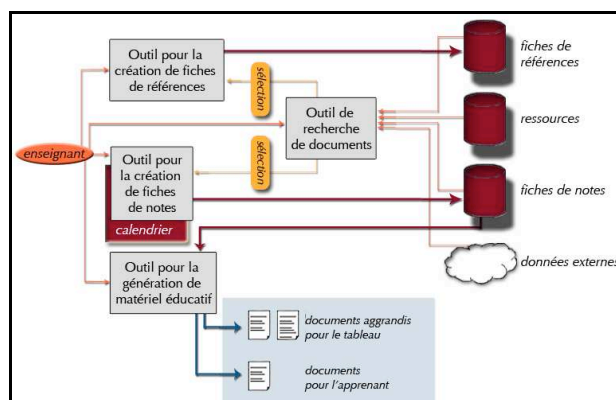 Outil pour la
création de fiches
de références
sélection
fiches de
références
Outil de
recherche
de documents
ressources
enseignant
Outil pour
la création
de fiches
de notes
calendrier
sélection
fiches de
notes
Outil pour la
génération de
matériel éducatif
données externes
documents aggrandis
pour le tableau
documents
pour l'apprenant